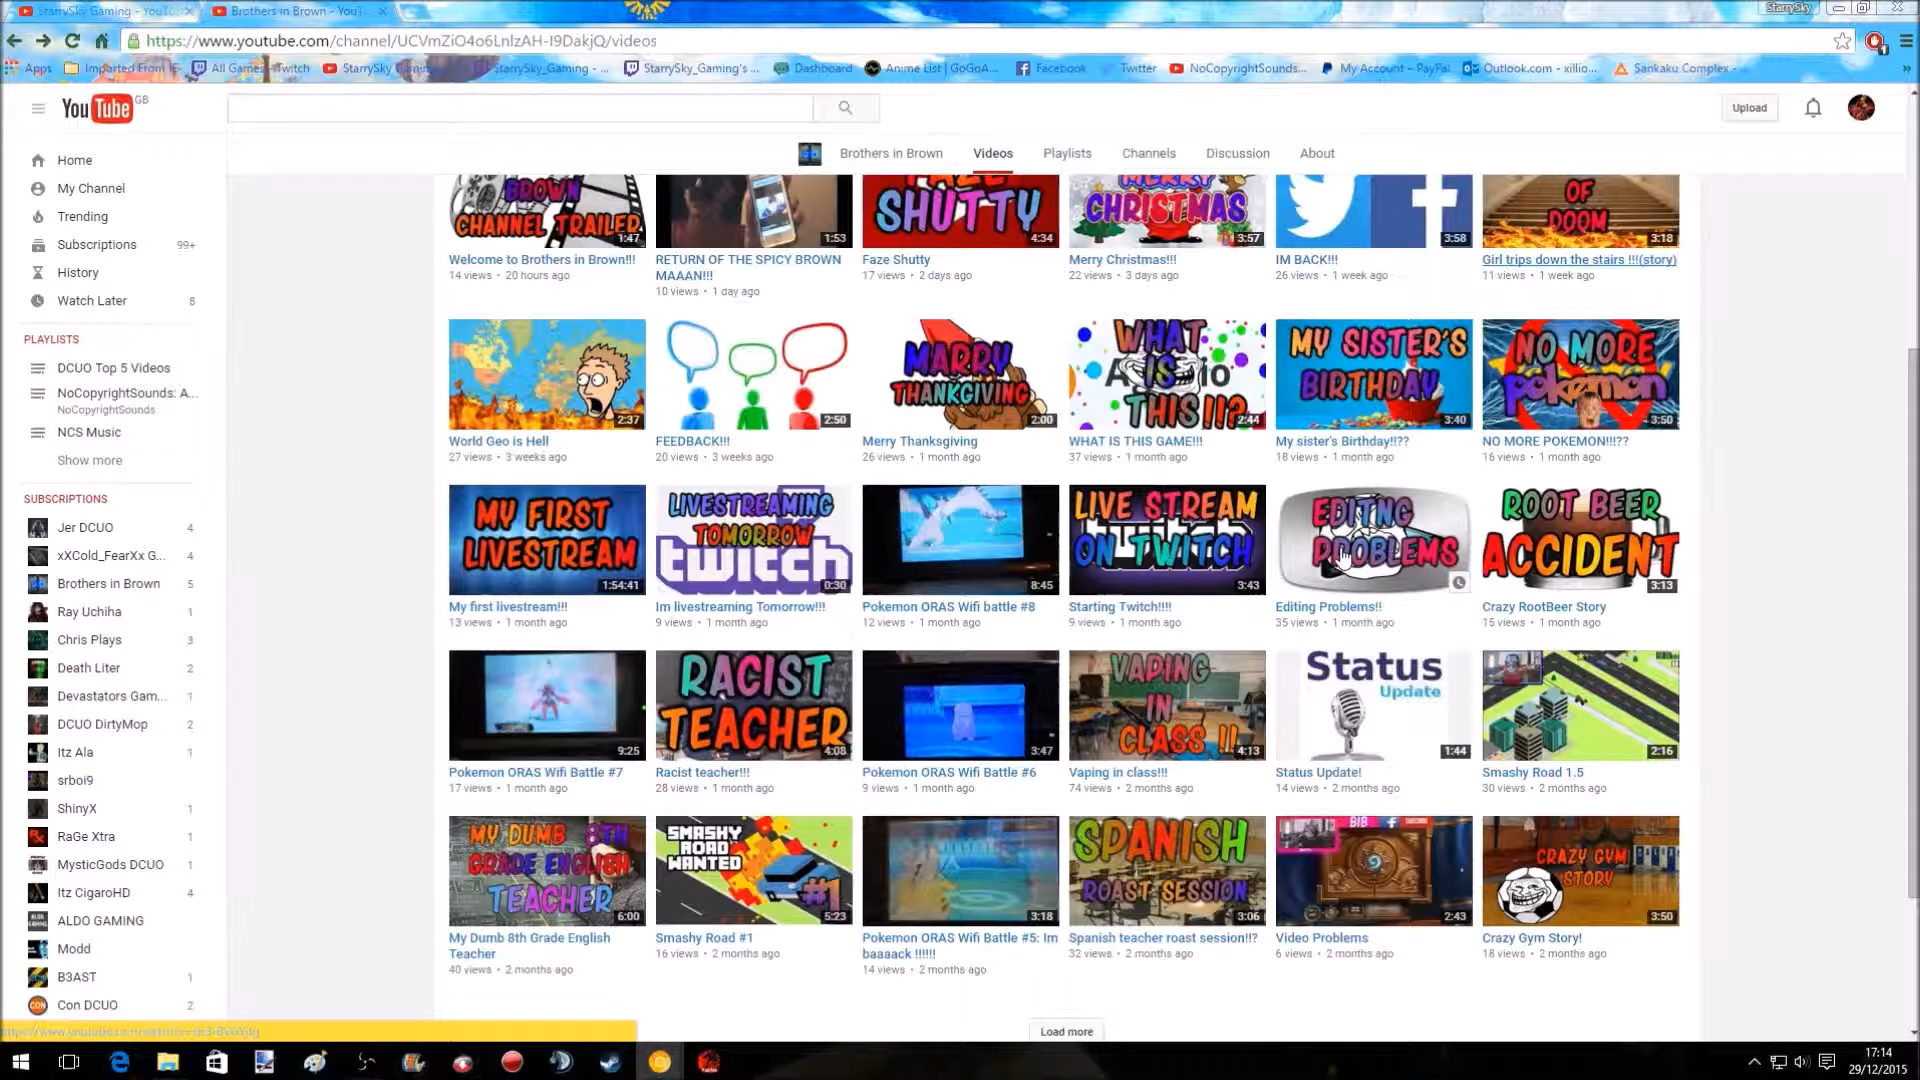 StarrySky Gaming - YouTu
Brothers in Brown - YouT
StarrySky
https://www.youtube.com/channel/UCVmZiO4o6LnlzAH-I9DakjQ/videos
Apps
Imported From IE
All Games - Twitch
StarrySky Gaming
StarrySky_Gaming - ...
StarrySky_Gaming's ...
Dashboard
Anime List | GoGoA...
Facebook
Twitter
NoCopyrightSounds...
My Account - PayPal
Outlook.com - xillio...
Sankaku Complex -
YouTube GB
Upload
Brothers in Brown
Videos
Playlists
Channels
Discussion
About
Home
My Channel
Trending
Subscriptions 99+
History
Watch Later 8
PLAYLISTS
DCUO Top 5 Videos
NoCopyrightSounds: A...
NoCopyrightSounds
NCS Music
Show more
SUBSCRIPTIONS
Jer DCUO 4
xXCold_FearXx G... 4
Brothers in Brown 5
Ray Uchiha 1
Chris Plays 3
Death Liter 2
Devastators Gam... 1
DCUO DirtyMop 2
Itz Ala 1
srboi9
ShinyX 1
RaGe Xtra 1
MysticGods DCUO 1
Itz CigaroHD 4
ALDO GAMING
Modd
B3AST 1
Con DCUO 2
BROWN
CHANNEL TRAILER
1:47
Welcome to Brothers in Brown!!!
14 views • 20 hours ago
1:53
RETURN OF THE SPICY BROWN
MAAAN!!!
10 views • 1 day ago
FAZE
SHUTTY
4:34
Faze Shutty
17 views • 2 days ago
MERRY
CHRISTMAS
3:57
Merry Christmas!!!
22 views • 3 days ago
3:58
IM BACK!!!
26 views • 1 week ago
OF
DOOM
3:18
Girl trips down the stairs !!!(story)
11 views • 1 week ago
2:37
World Geo is Hell
27 views • 3 weeks ago
2:50
FEEDBACK!!!
20 views • 3 weeks ago
MARRY
THANKGIVING
2:00
Merry Thanksgiving
26 views • 1 month ago
WHAT
IS
THIS!!?
2:44
WHAT IS THIS GAME!!!
37 views • 1 month ago
MY SISTER'S
BIRTHDAY
3:40
My sister's Birthday!!??
18 views • 1 month ago
NO MORE
pokemon
3:50
NO MORE POKEMON!!!??
16 views • 1 month ago
MY FIRST
LIVESTREAM
1:54:41
My first livestream!!!
13 views • 1 month ago
LIVESTREAMING
TOMORROW
twitch
0:30
Im livestreaming Tomorrow!!!
9 views • 1 month ago
8:45
Pokemon ORAS Wifi battle #8
12 views • 1 month ago
LIVE STREAM
ON TWITCH
3:43
Starting Twitch!!!!
9 views • 1 month ago
EDITNG
PROBLEMS
Editing Problems!!
35 views • 1 month ago
ROOT BEER
ACCIDENT
3:13
Crazy RootBeer Story
15 views • 1 month ago
9:25
Pokemon ORAS Wifi Battle #7
17 views • 1 month ago
RACIST
TEACHER
4:08
Racist teacher!!!
28 views • 1 month ago
3:47
Pokemon ORAS Wifi Battle #6
9 views • 1 month ago
VAPING
IN
CLASS !!
4:13
Vaping in class!!!
74 views • 2 months ago
Status
Update
1:44
Status Update!
14 views • 2 months ago
2:16
Smashy Road 1.5
30 views • 2 months ago
MY DUMB 8TH
GRADE ENGLISH
TEACHER
6:00
My Dumb 8th Grade English
Teacher
40 views • 2 months ago
SMASHY
ROAD
WANTED
#1
5:23
Smashy Road #1
16 views • 2 months ago
3:18
Pokemon ORAS Wifi Battle #5: Im
baaaack !!!!!!
14 views • 2 months ago
SPANISH
ROAST SESSION
3:06
Spanish teacher roast session!!?
32 views • 2 months ago
BIB
2:43
Video Problems
6 views • 2 months ago
CRAZY GYM
STORY
3:50
Crazy Gym Story!
18 views • 2 months ago
Load more
17:14
29/12/2015